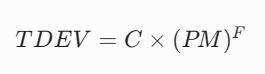 TDEV = C × (PM)^F